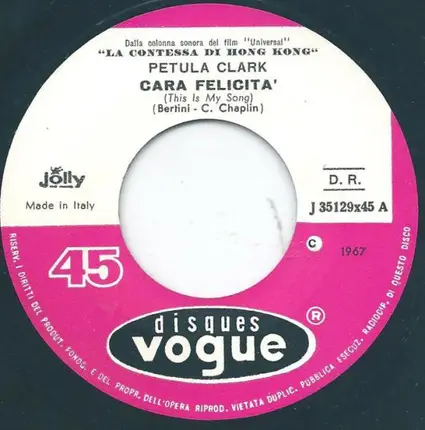 Dalla colonna sonora del film "Universal"
"LA CONTESSA DI HONG KONG"
PETULA CLARK
CARA FELICITA'
(This Is My Song)
(Bertini - C. Chaplin)
jolly
Made in Italy
D. R.
J 35129x45 A
C 1967
45
disques
vogue ®
RISERV. I DIRITTI DEL PRODUT. FONOG. E DEL PROPR. DELL'OPERA RIPROD. VIETATA DUPLIC. PUBBLICA ESECUZ. RADIODIF. DI QUESTO DISCO